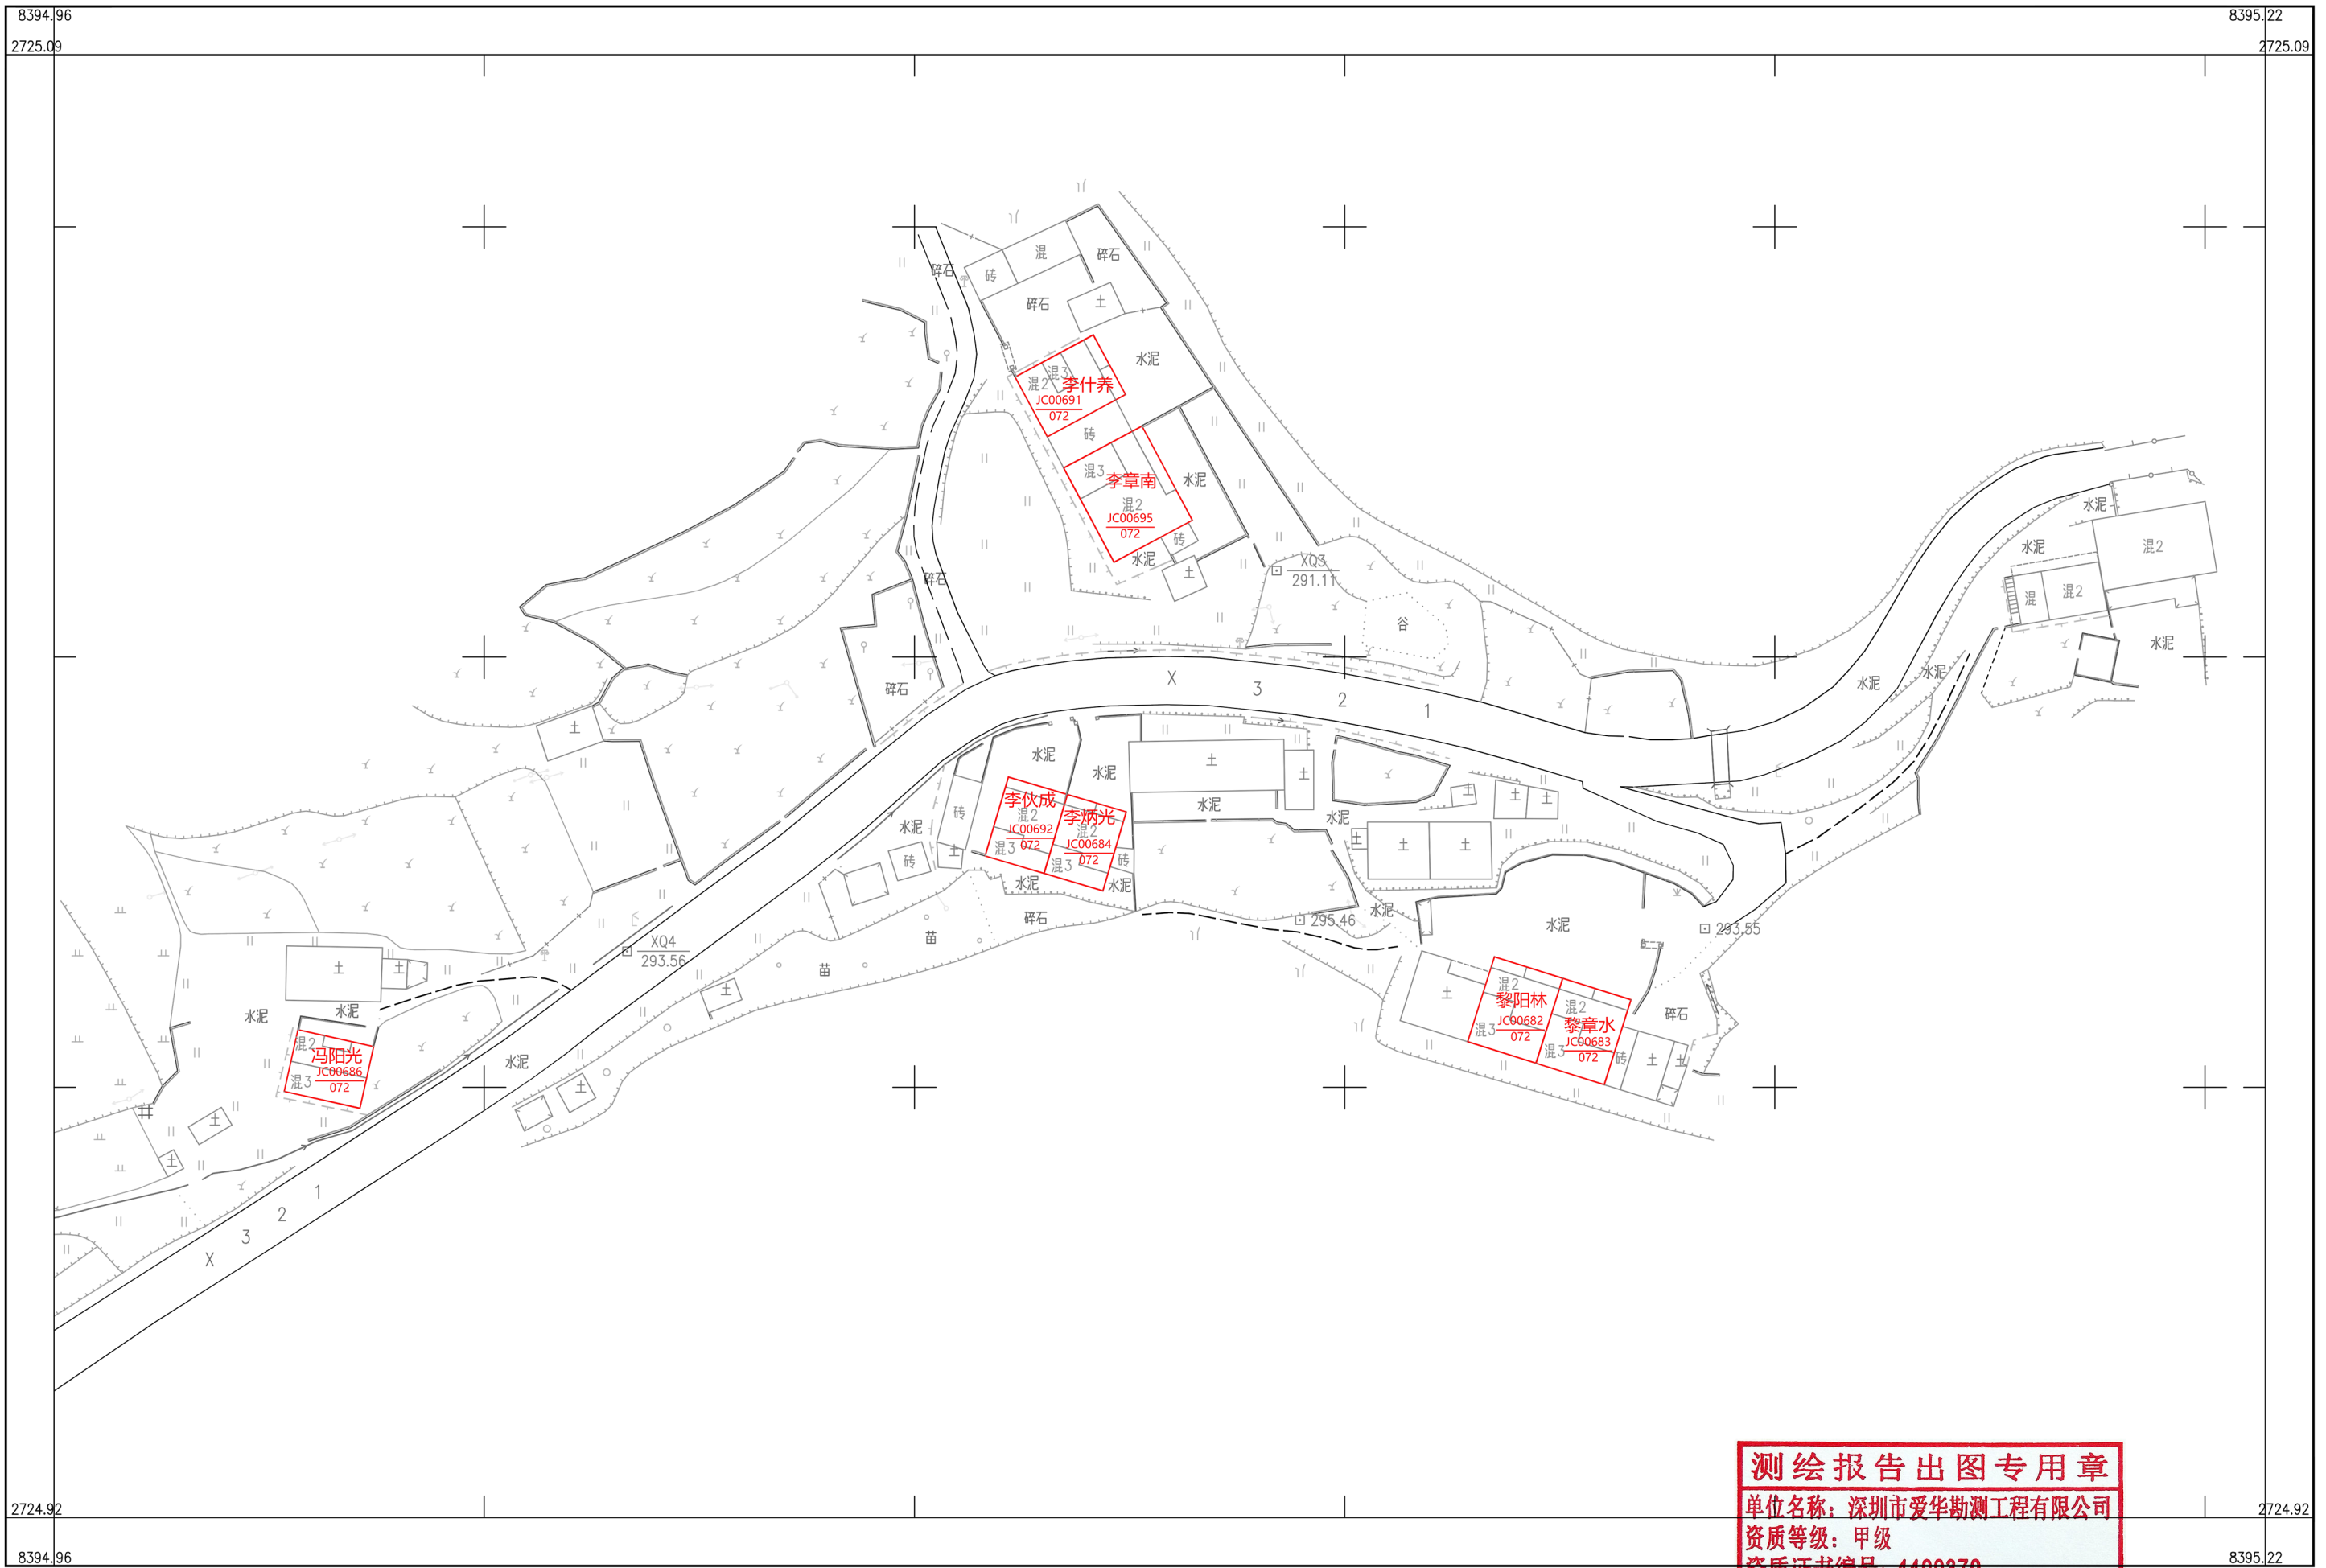 8394.96
8395.22
2725.09
2725.09
混
碎石
碎石
砖
碎石
土
水泥
混3
混2
李什养
JC00691
072
砖
混3
李章南
水泥
混2
JC00695
072
砖
水泥
土
XQ3
291.11
碎石
谷
水泥
混2
水泥
混
混2
水泥
水泥
水泥
碎石
X 3 2 1
土
水泥
水泥
土
土
水泥
水泥
砖
水泥
李伙成
混2
JC00692
混3
072
李炳光
混2
JC00684
混3
072
砖
水泥
水泥
碎石
砖
土
土
土
土
土
土
土
水泥
295.46
水泥
293.55
苗
苗
XQ4
293.56
土
土
土
水泥
水泥
混2
冯阳光
JC00686
混3
072
土
水泥
土
土
土
土
混2
黎阳林
JC00682
混3
072
混2
黎章水
JC00683
混3
072
砖
土
土
碎石
X 3 2 1
测绘报告出图专用章
单位名称：深圳市爱华勘测工程有限公司
资质等级：甲级
2724.92
2724.92
8394.96
8395.22